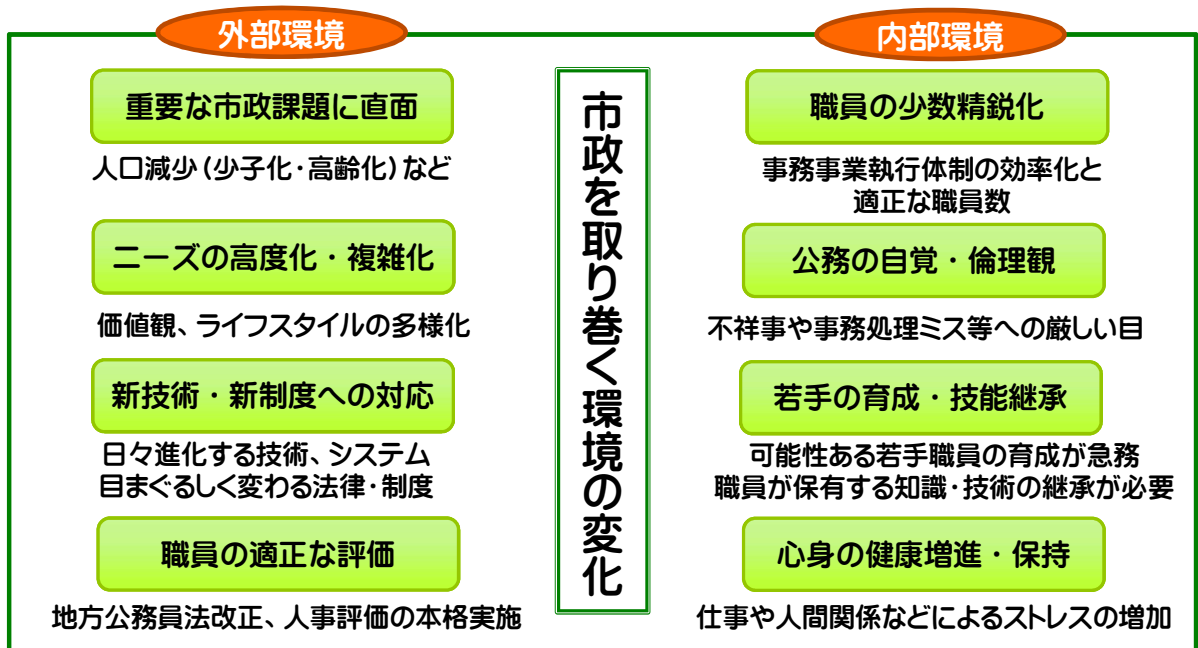 外部環境
重要な市政課題に直面
人口減少(少子化・高齢化)など
ニーズの高度化・複雑化
価値観、ライフスタイルの多様化
新技術・新制度への対応
日々進化する技術、システム
目まぐるしく変わる法律・制度
職員の適正な評価
地方公務員法改正、人事評価の本格実施
市政を取り巻く環境の変化
内部環境
職員の少数精鋭化
事務事業執行体制の効率化と
適正な職員数
公務の自覚・倫理観
不祥事や事務処理ミス等への厳しい目
若手の育成・技能継承
可能性ある若手職員の育成が急務
職員が保有する知識・技術の継承が必要
心身の健康増進・保持
仕事や人間関係などによるストレスの増加